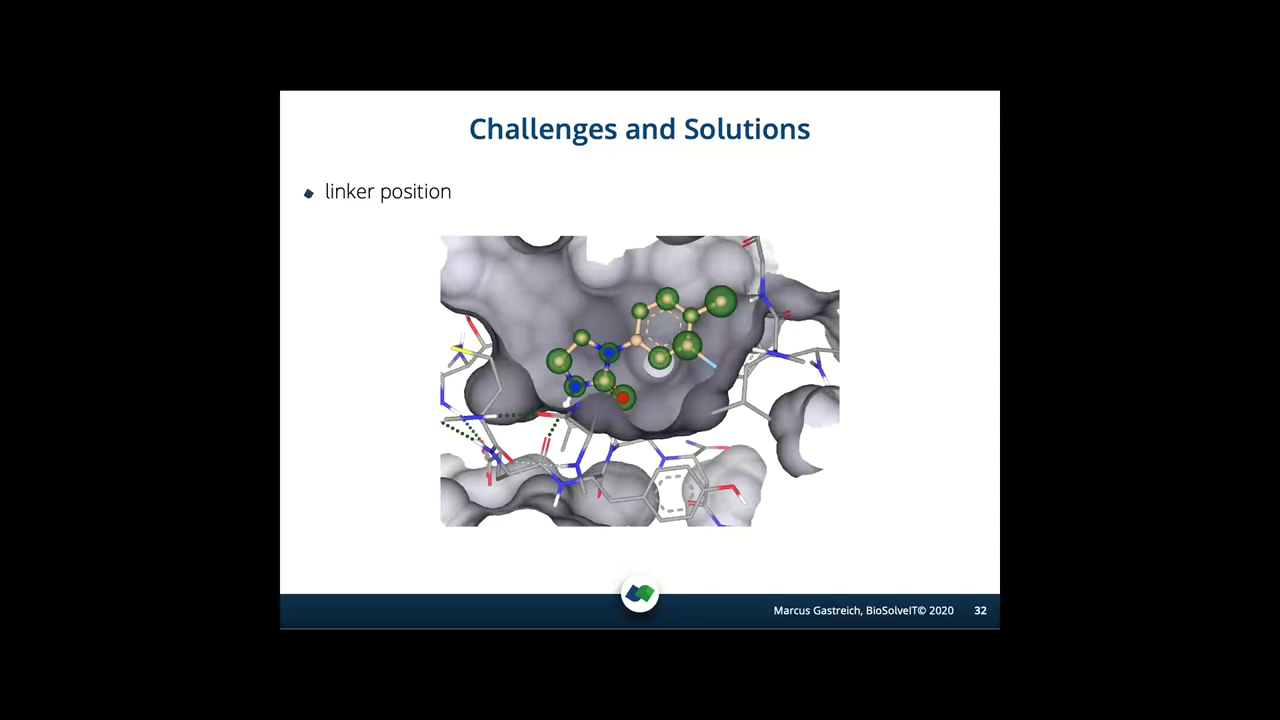 Challenges and Solutions
linker position
Marcus Gastreich, BioSolveIT© 2020 32